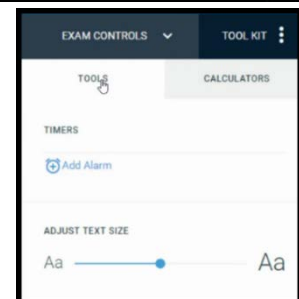 EXAM CONTROLS TOOL KIT
TOOLS CALCULATORS
TIMERS
Add Alarm
ADJUST TEXT SIZE
Aa Aa